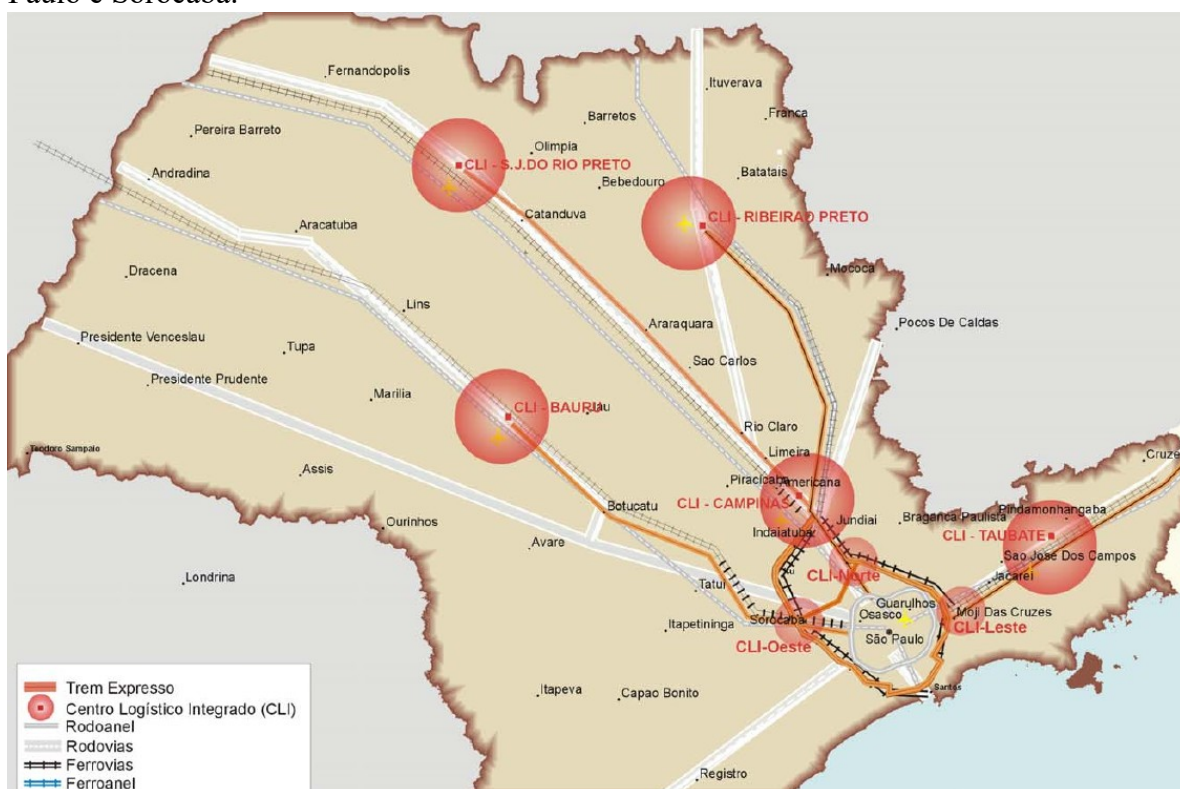 Paulo e Sorocaba.
Fernandopolis
Ituverava
Barretos
Franca
Pereira Barreto
Olimpia
CLI - S.J.DO RIO PRETO
Bebedouro
Batatais
Andradina
Catanduva
CLI - RIBEIRAO PRETO
Aracatuba
Dracena
Mococa
Lins
Araraquara
Pocos De Caldas
Presidente Venceslau
Tupa
Sao Carlos
Presidente Prudente
Marilia
CLI - BAURU
Jau
Rio Claro
Teodoro Sampaio
Limeira
Cruze
Assis
Piracicaba
Americana
Botucatu
CLI - CAMPINAS
Pindamonhangaba
Ourinhos
Jundiai
Bragança Paulista
Indaiatuba
CLI - TAUBATE
Avare
Sao Jose Dos Campos
CLI-Norte
Jacarei
Londrina
Tatui
Guarulhos
Moji Das Cruzes
Itapetininga
Sorocaba
Osasco
CLI-Leste
São Paulo
CLI-Oeste
Itapeva
Capao Bonito
Santos
Registro
Trem Expresso
Centro Logístico Integrado (CLI)
Rodoanel
Rodovias
Ferrovias
Ferroanel